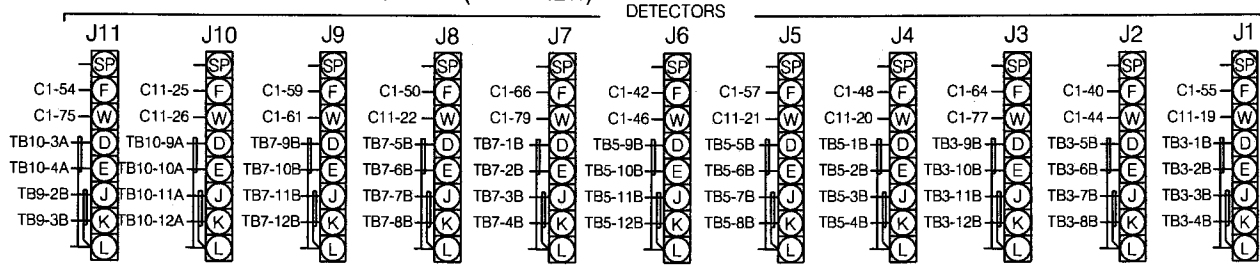 DETECTORS
J11 J10 J9 J8 J7 J6 J5 J4 J3 J2 J1
SP SP SP SP SP SP SP SP SP SP SP
C1-54 F C11-25 F C1-59 F C1-50 F C1-66 F C1-42 F C1-57 F C1-48 F C1-64 F C1-40 F C1-55 F
C1-75 W C11-26 W C1-61 W C11-22 W C1-79 W C1-46 W C11-21 W C11-20 W C1-77 W C1-44 W C11-19 W
TB10-3A D TB10-9A D TB7-9B D TB7-5B D TB7-1B D TB5-9B D TB5-5B D TB5-1B D TB3-9B D TB3-5B D TB3-1B D
TB10-4A E TB10-10A E TB7-10B E TB7-6B E TB7-2B E TB5-10B E TB5-6B E TB5-2B E TB3-10B E TB3-6B E TB3-2B E
TB9-2B J TB10-11A J TB7-11B J TB7-7B J TB7-3B J TB5-11B J TB5-7B J TB5-3B J TB3-11B J TB3-7B J TB3-3B J
TB9-3B K TB10-12A K TB7-12B K TB7-8B K TB7-4B K TB5-12B K TB5-8B K TB5-4B K TB3-12B K TB3-8B K TB3-4B K
L L L L L L L L L L L